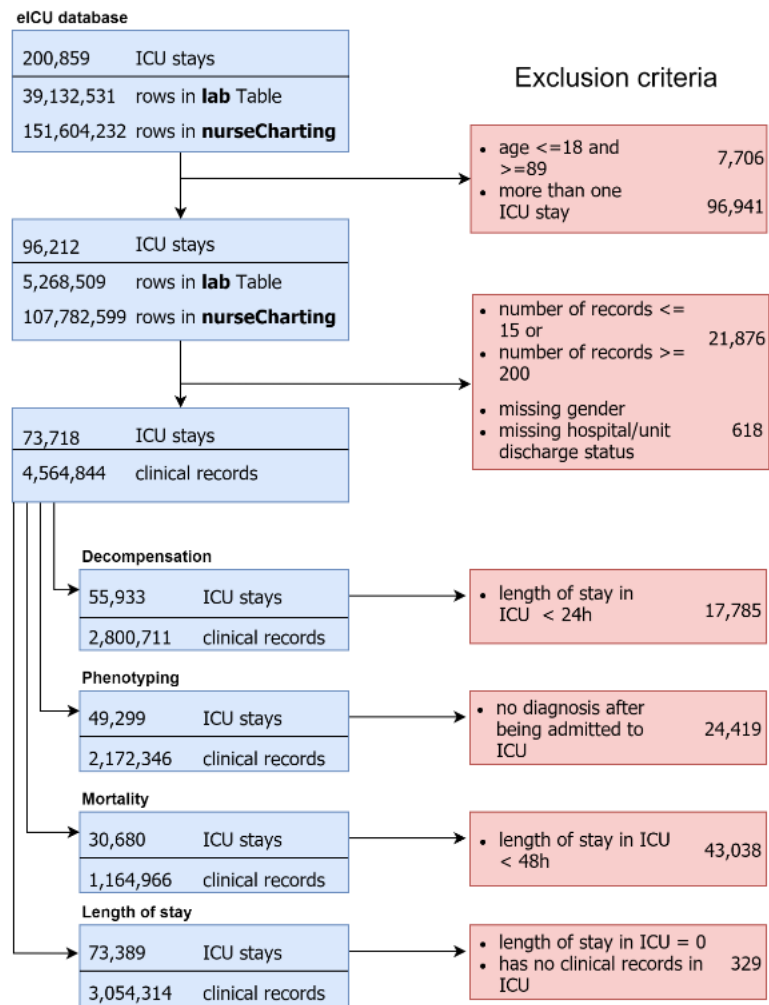 eICU database
200,859 ICU stays
39,132,531 rows in lab Table
151,604,232 rows in nurseCharting
Exclusion criteria
• age <=18 and
>=89
7,706
• more than one
ICU stay
96,941
96,212 ICU stays
5,268,509 rows in lab Table
107,782,599 rows in nurseCharting
• number of records <=
15 or
• number of records >=
200
21,876
• missing gender
• missing hospital/unit
discharge status
618
73,718 ICU stays
4,564,844 clinical records
Decompensation
55,933 ICU stays
2,800,711 clinical records
• length of stay in
ICU < 24h
17,785
Phenotyping
49,299 ICU stays
2,172,346 clinical records
• no diagnosis after
being admitted to
ICU
24,419
Mortality
30,680 ICU stays
1,164,966 clinical records
• length of stay in ICU
< 48h
43,038
Length of stay
73,389 ICU stays
3,054,314 clinical records
• length of stay in ICU = 0
• has no clinical records in
ICU
329